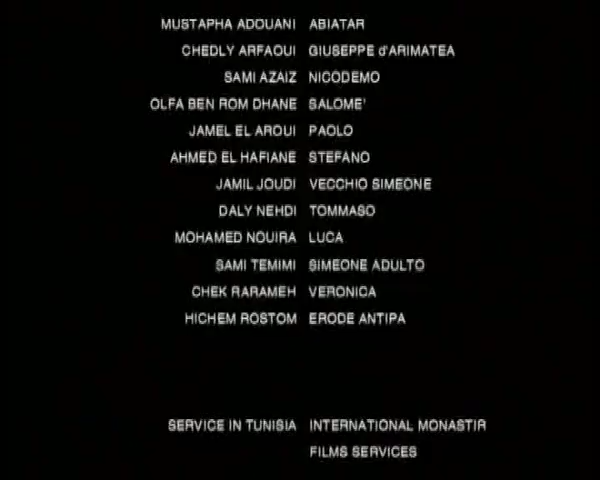 MUSTAPHA ADOUANI ABIATAR
CHEDLY ARFAOUI GIUSEPPE d'ARIMATEA
SAMI AZAIZ NICODEMO
OLFA BEN ROM DHANE SALOME'
JAMEL EL AROUI PAOLO
AHMED EL HAFIANE STEFANO
JAMIL JOUDI VECCHIO SIMEONE
DALY NEHDI TOMMASO
MOHAMED NOUIRA LUCA
SAMI TEMIMI SIMEONE ADULTO
CHEK RARAMEH VERONICA
HICHEM ROSTOM ERODE ANTIPA
SERVICE IN TUNISIA INTERNATIONAL MONASTIR
FILMS SERVICES